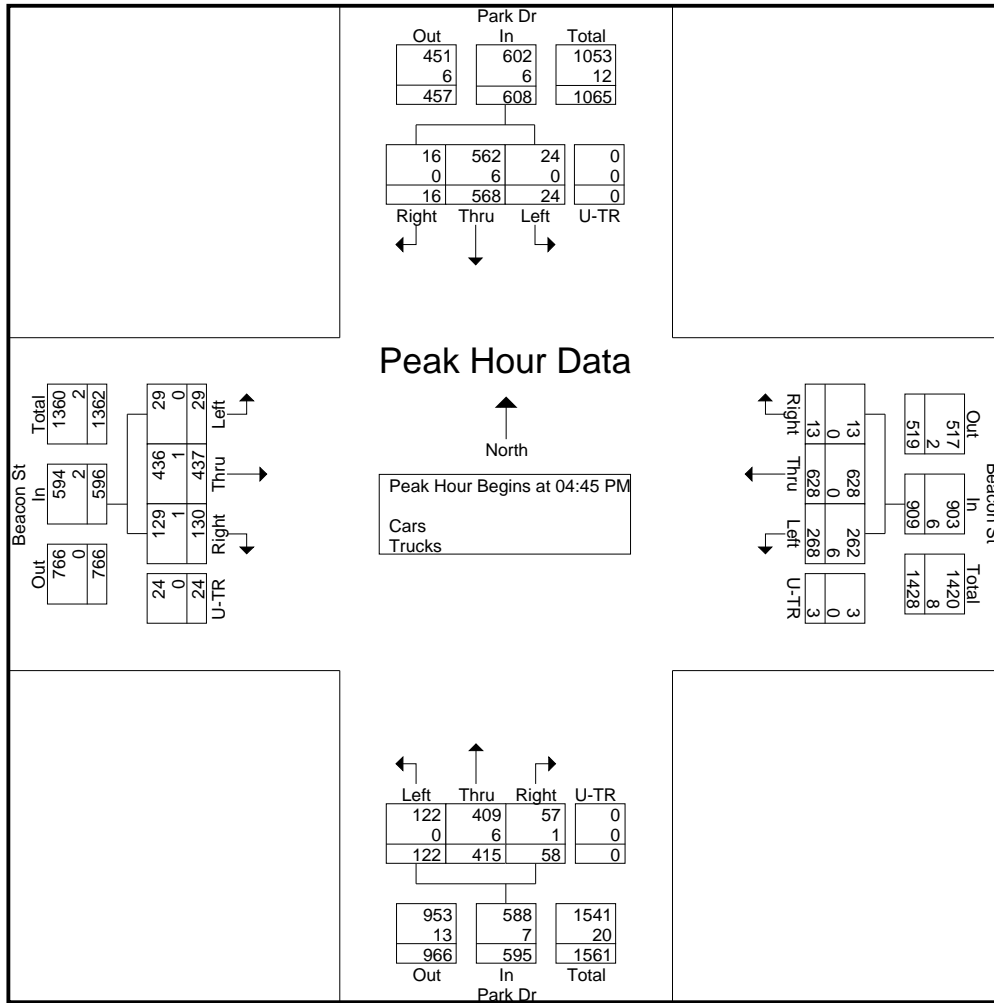 Park Dr
Out In Total
451 602 1053
6 6 12
457 608 1065
16 562 24 0
0 6 0 0
16 568 24 0
Right Thru Left U-TR
Peak Hour Data
North
Peak Hour Begins at 04:45 PM
Cars
Trucks
Beacon St
Total In Out
1360 594 766
2 2 0
1362 596 766
29 436 129 24
0 1 1 0
29 437 130 24
Left Thru Right U-TR
Beacon St
Out In Total
517 903 1420
2 6 8
519 909 1428
13 628 262 3
0 0 6 0
13 628 268 3
Right Thru Left U-TR
Left Thru Right U-TR
122 409 57 0
0 6 1 0
122 415 58 0
953 588 1541
13 7 20
966 595 1561
Out In Total
Park Dr